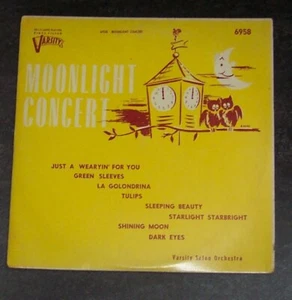 VARSITY
6958
MOONLIGHT
CONCERT
JUST A WEARYIN' FOR YOU
GREEN SLEEVES
LA GOLONDRINA
TULIPS
SLEEPING BEAUTY
STARLIGHT STARBRIGHT
SHINING MOON
DARK EYES
Varsity Salon Orchestra